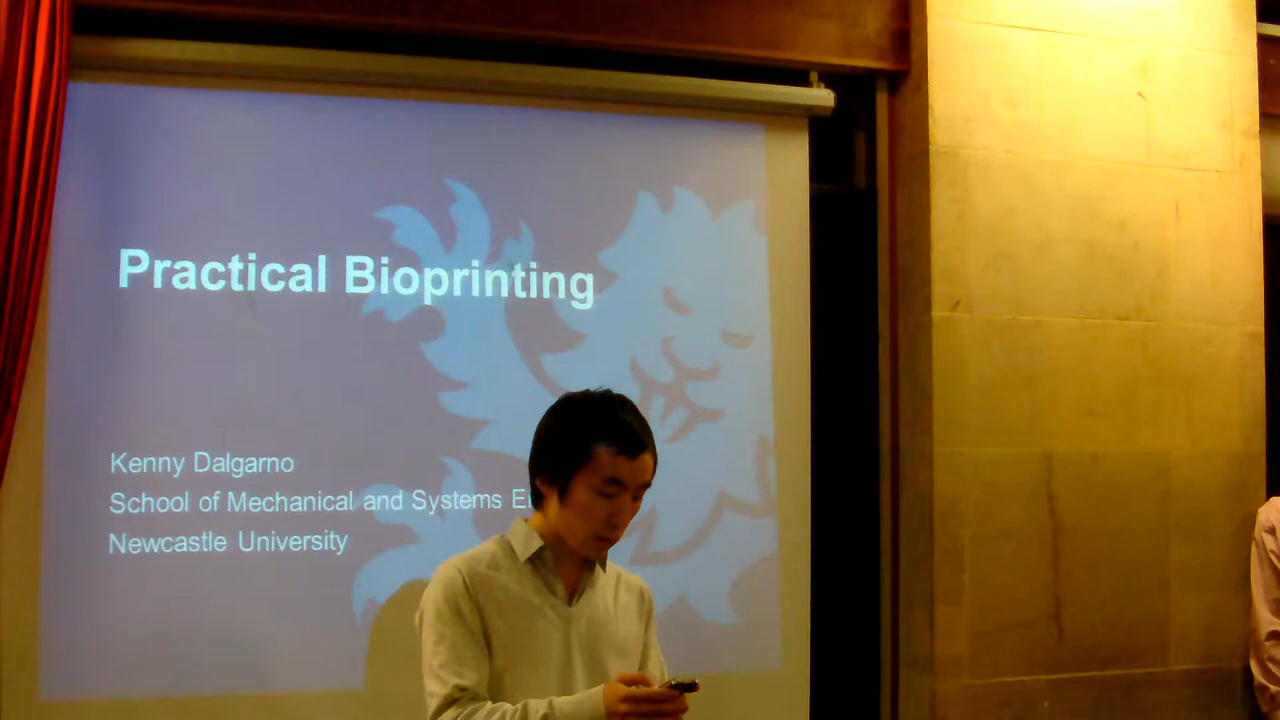 Practical Bioprinting
Kenny Dalgarno
School of Mechanical and Systems
Newcastle University